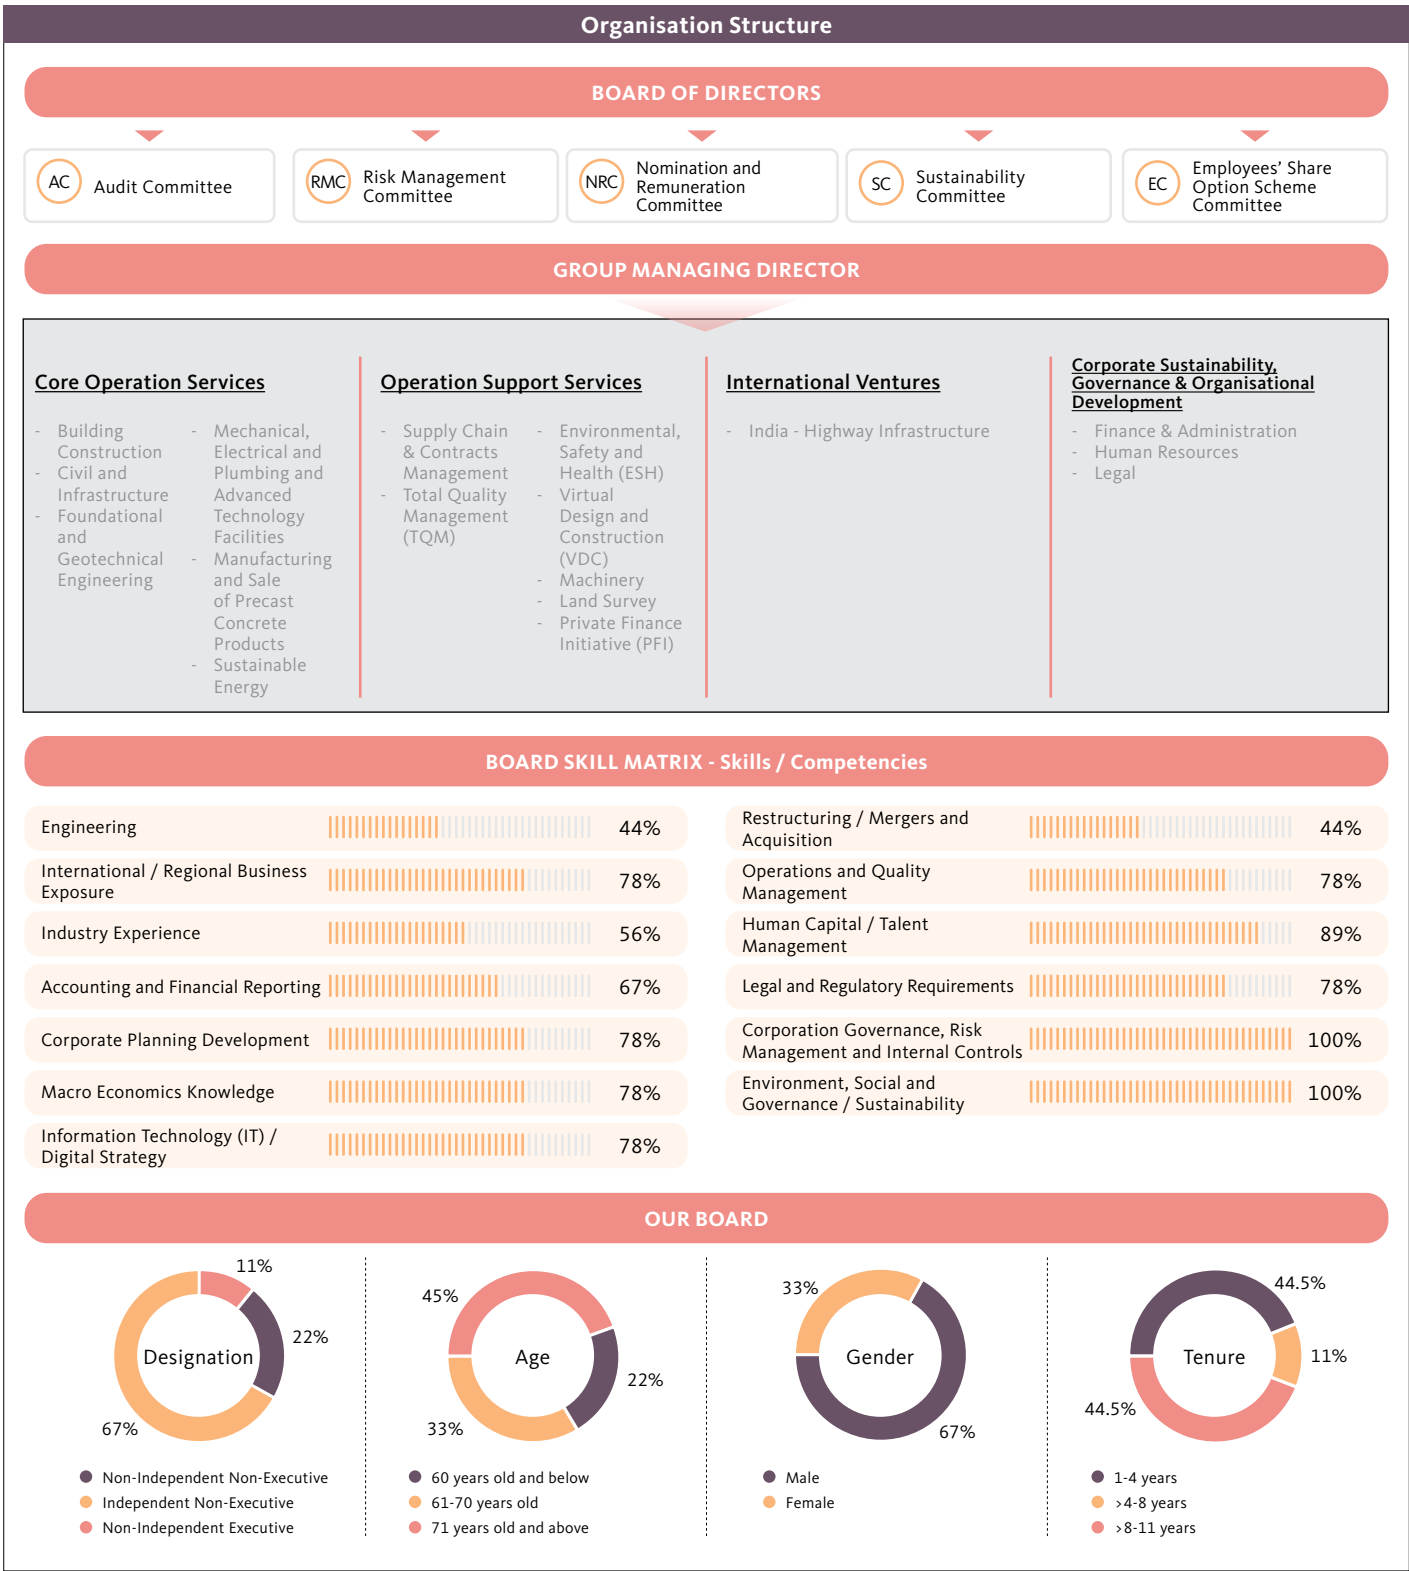 Organisation Structure
BOARD OF DIRECTORS
AC
Audit Committee
RMC
Risk Management
Committee
NRC
Nomination and
Remuneration
Committee
SC
Sustainability
Committee
EC
Employees' Share
Option Scheme
Committee
GROUP MANAGING DIRECTOR
Core Operation Services
- Building
Construction
- Civil and
Infrastructure
- Foundational
and
Geotechnical
Engineering
- Mechanical,
Electrical and
Plumbing and
Advanced
Technology
Facilities
- Manufacturing
and Sale
of Precast
Concrete
Products
- Sustainable
Energy
Operation Support Services
- Supply Chain
& Contracts
Management
- Total Quality
Management
(TQM)
- Environmental,
Safety and
Health (ESH)
- Virtual
Design and
Construction
(VDC)
- Machinery
- Land Survey
- Private Finance
Initiative (PFI)
International Ventures
- India - Highway Infrastructure
Corporate Sustainability,
Governance & Organisational
Development
- Finance & Administration
- Human Resources
- Legal
BOARD SKILL MATRIX - Skills / Competencies
Engineering 44%
International / Regional Business
Exposure 78%
Industry Experience 56%
Accounting and Financial Reporting 67%
Corporate Planning Development 78%
Macro Economics Knowledge 78%
Information Technology (IT) /
Digital Strategy 78%
Restructuring / Mergers and
Acquisition 44%
Operations and Quality
Management 78%
Human Capital / Talent
Management 89%
Legal and Regulatory Requirements 78%
Corporation Governance, Risk
Management and Internal Controls 100%
Environment, Social and
Governance / Sustainability 100%
OUR BOARD
11%
22%
Designation
67%
Non-Independent Non-Executive
Independent Non-Executive
Non-Independent Executive
45%
Age
22%
33%
60 years old and below
61-70 years old
71 years old and above
33%
Gender
67%
Male
Female
44.5%
Tenure
11%
44.5%
1-4 years
>4-8 years
>8-11 years